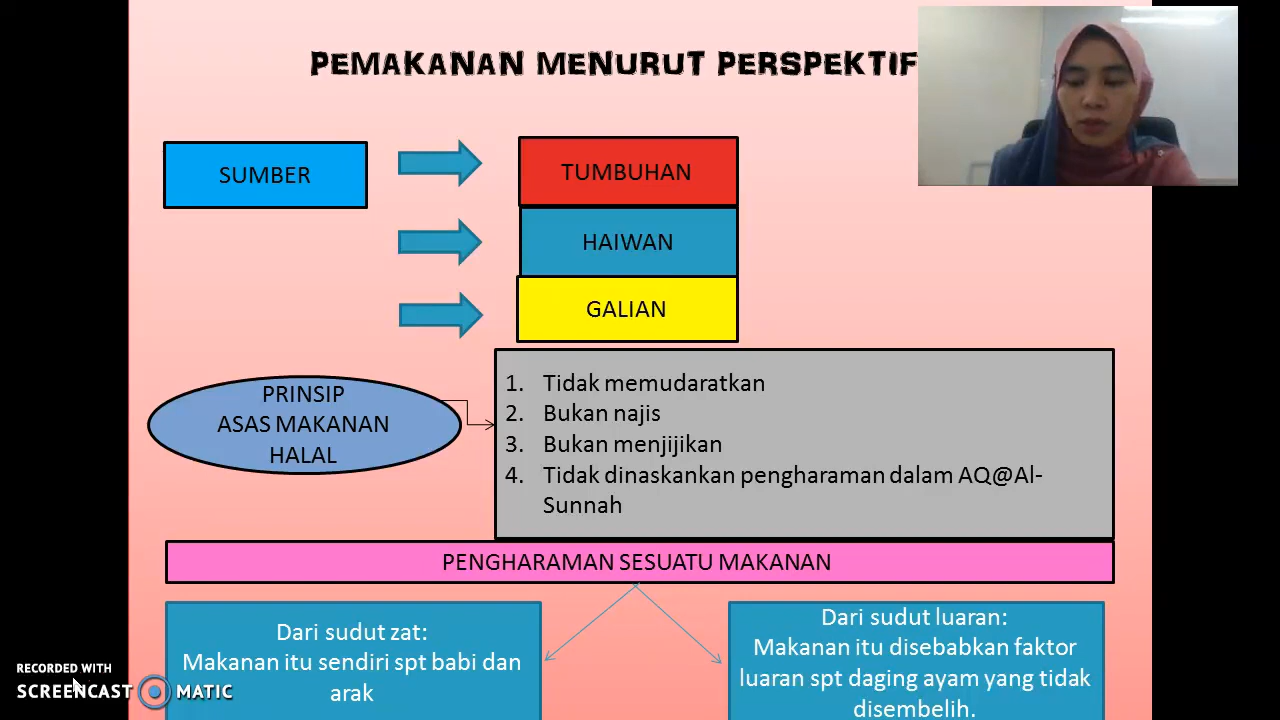 PEMAKANAN MENURUT PERSPEKTIF
SUMBER
TUMBUHAN
HAIWAN
GALIAN
PRINSIP
ASAS MAKANAN
HALAL
1. Tidak memudaratkan
2. Bukan najis
3. Bukan menjijikan
4. Tidak dinaskankan pengharaman dalam AQ@Al-
Sunnah
PENGHARAMAN SESUATU MAKANAN
Dari sudut zat:
Makanan itu sendiri spt babi dan
arak
Dari sudut luaran:
Makanan itu disebabkan faktor
luaran spt daging ayam yang tidak
disembelih.
RECORDED WITH
SCREENCAST MATIC